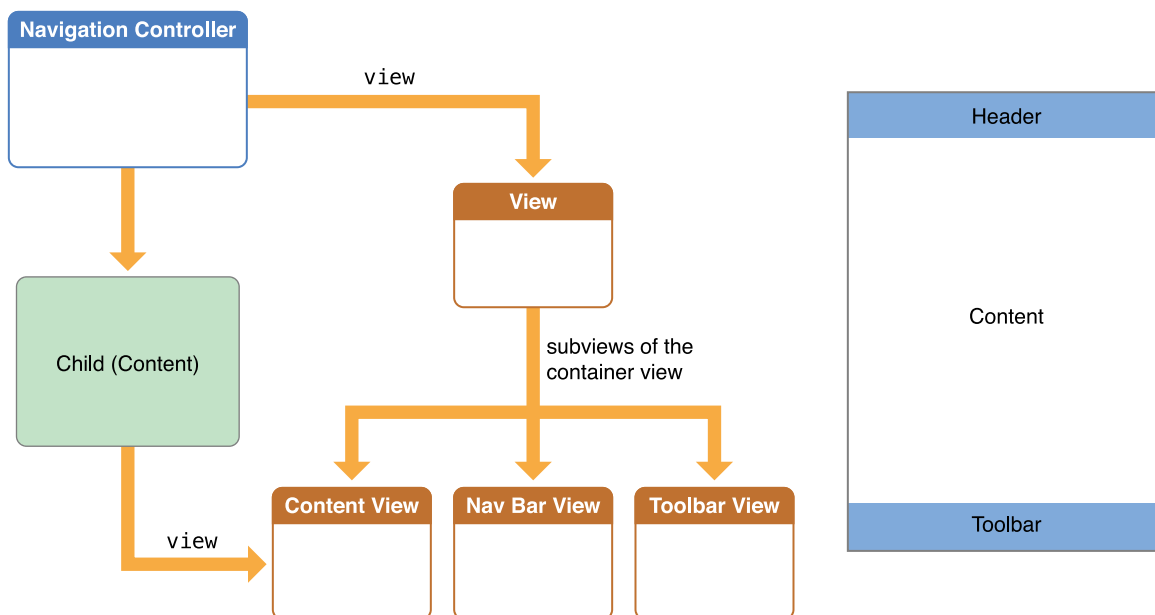 Navigation Controller
view
Header
View
Content
subviews of the
container view
Child (Content)
Content View
Nav Bar View
Toolbar View
Toolbar
view